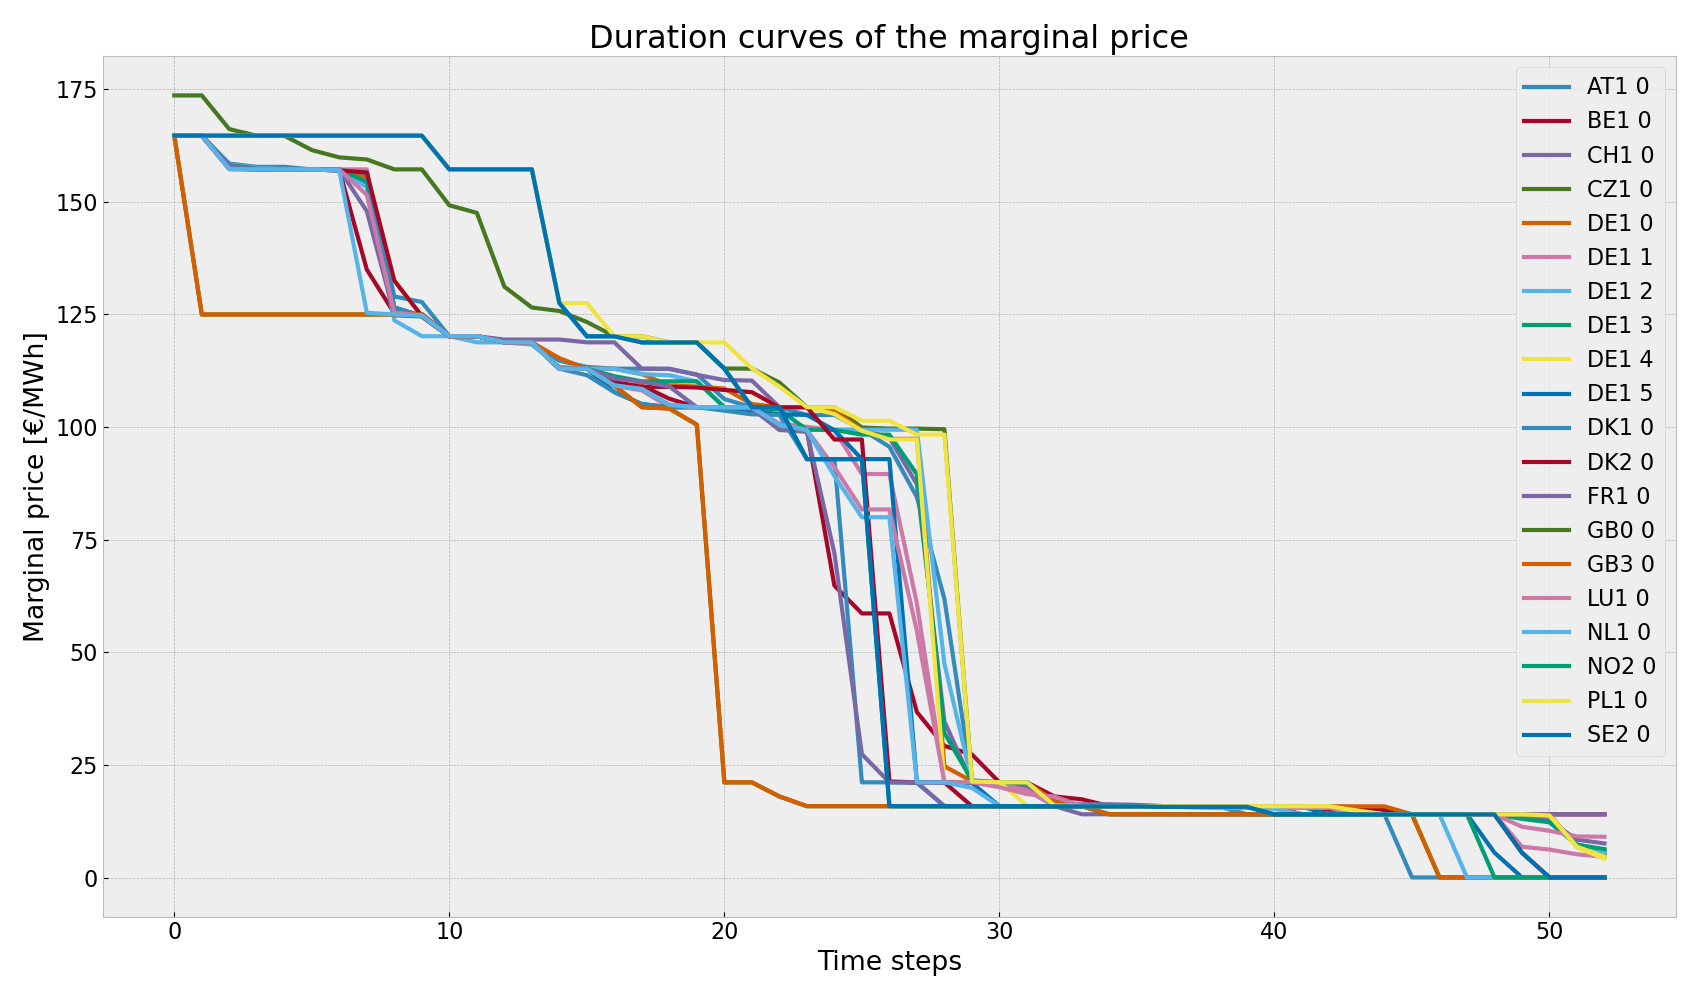 Duration curves of the marginal price
Marginal price [€/MWh]
175
150
125
100
75
50
25
0
0 10 20 30 40 50
Time steps
AT1 0
BE1 0
CH1 0
CZ1 0
DE1 0
DE1 1
DE1 2
DE1 3
DE1 4
DE1 5
DK1 0
DK2 0
FR1 0
GB0 0
GB3 0
LU1 0
NL1 0
NO2 0
PL1 0
SE2 0